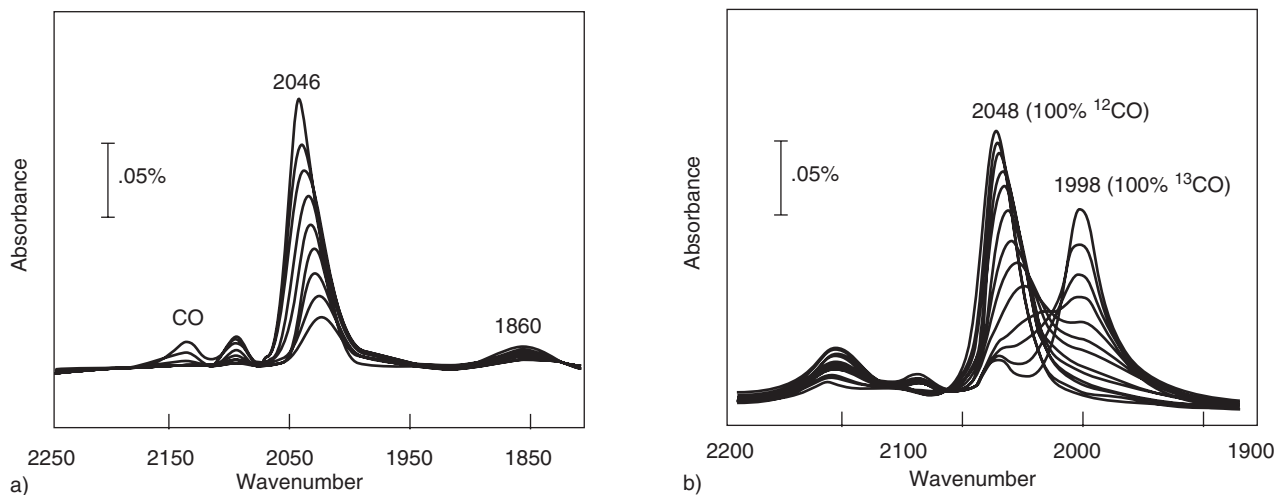 2046
CO
.05%
1860
Absorbance
2250 2150 2050 1950 1850
Wavenumber
a)
2048 (100% ¹²CO)
1998 (100% ¹³CO)
.05%
Absorbance
2200 2100 2000 1900
Wavenumber
b)